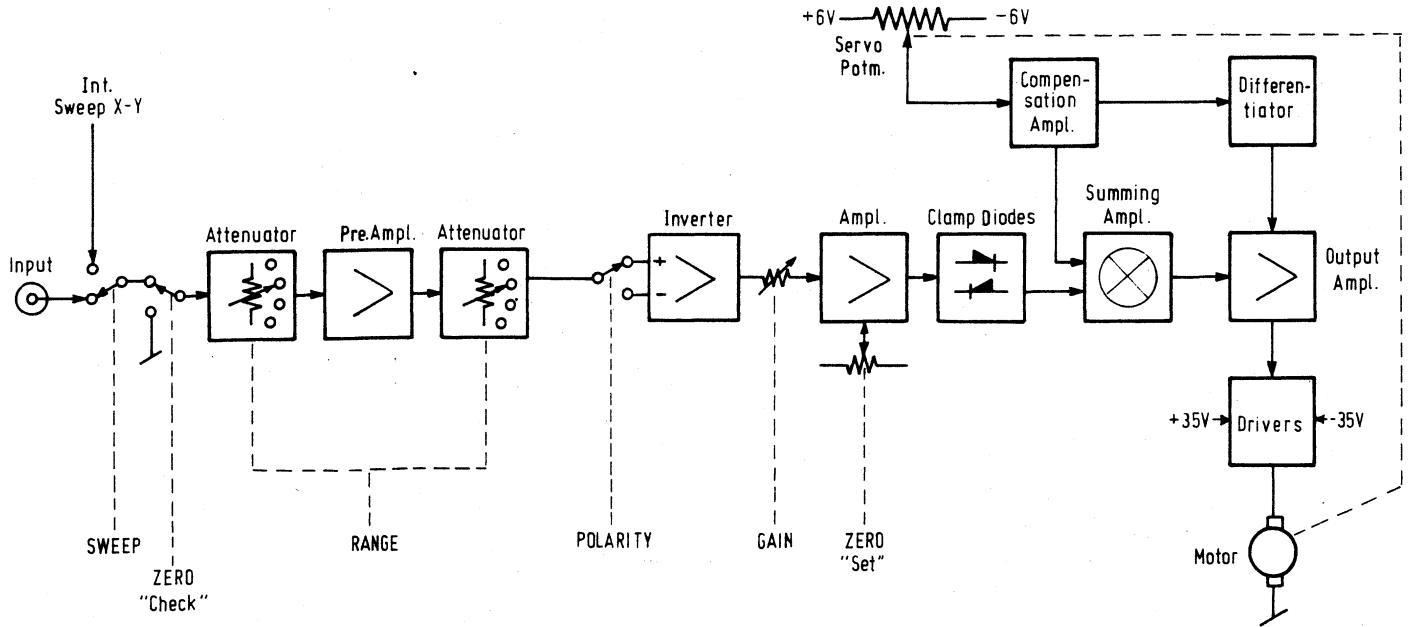 +6V
-6V
Servo
Potm.
Int.
Sweep X-Y
Compen-
sation
Ampl.
Differen-
tiator
Input
Attenuator
Pre.Ampl.
Attenuator
Inverter
+
-
Ampl.
Clamp Diodes
Summing
Ampl.
Output
Ampl.
+35V
Drivers
-35V
SWEEP
RANGE
POLARITY
GAIN
ZERO
"Set"
Motor
ZERO
"Check"